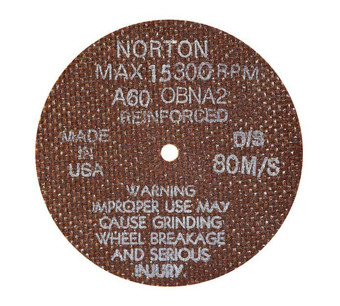 NORTON
MAX 15300 RPM
A60 OBNA2
REINFORCED
MADE
IN
USA
D/S
80M/S
WARNING
IMPROPER USE MAY
CAUSE GRINDING
WHEEL BREAKAGE
AND SERIOUS
INJURY